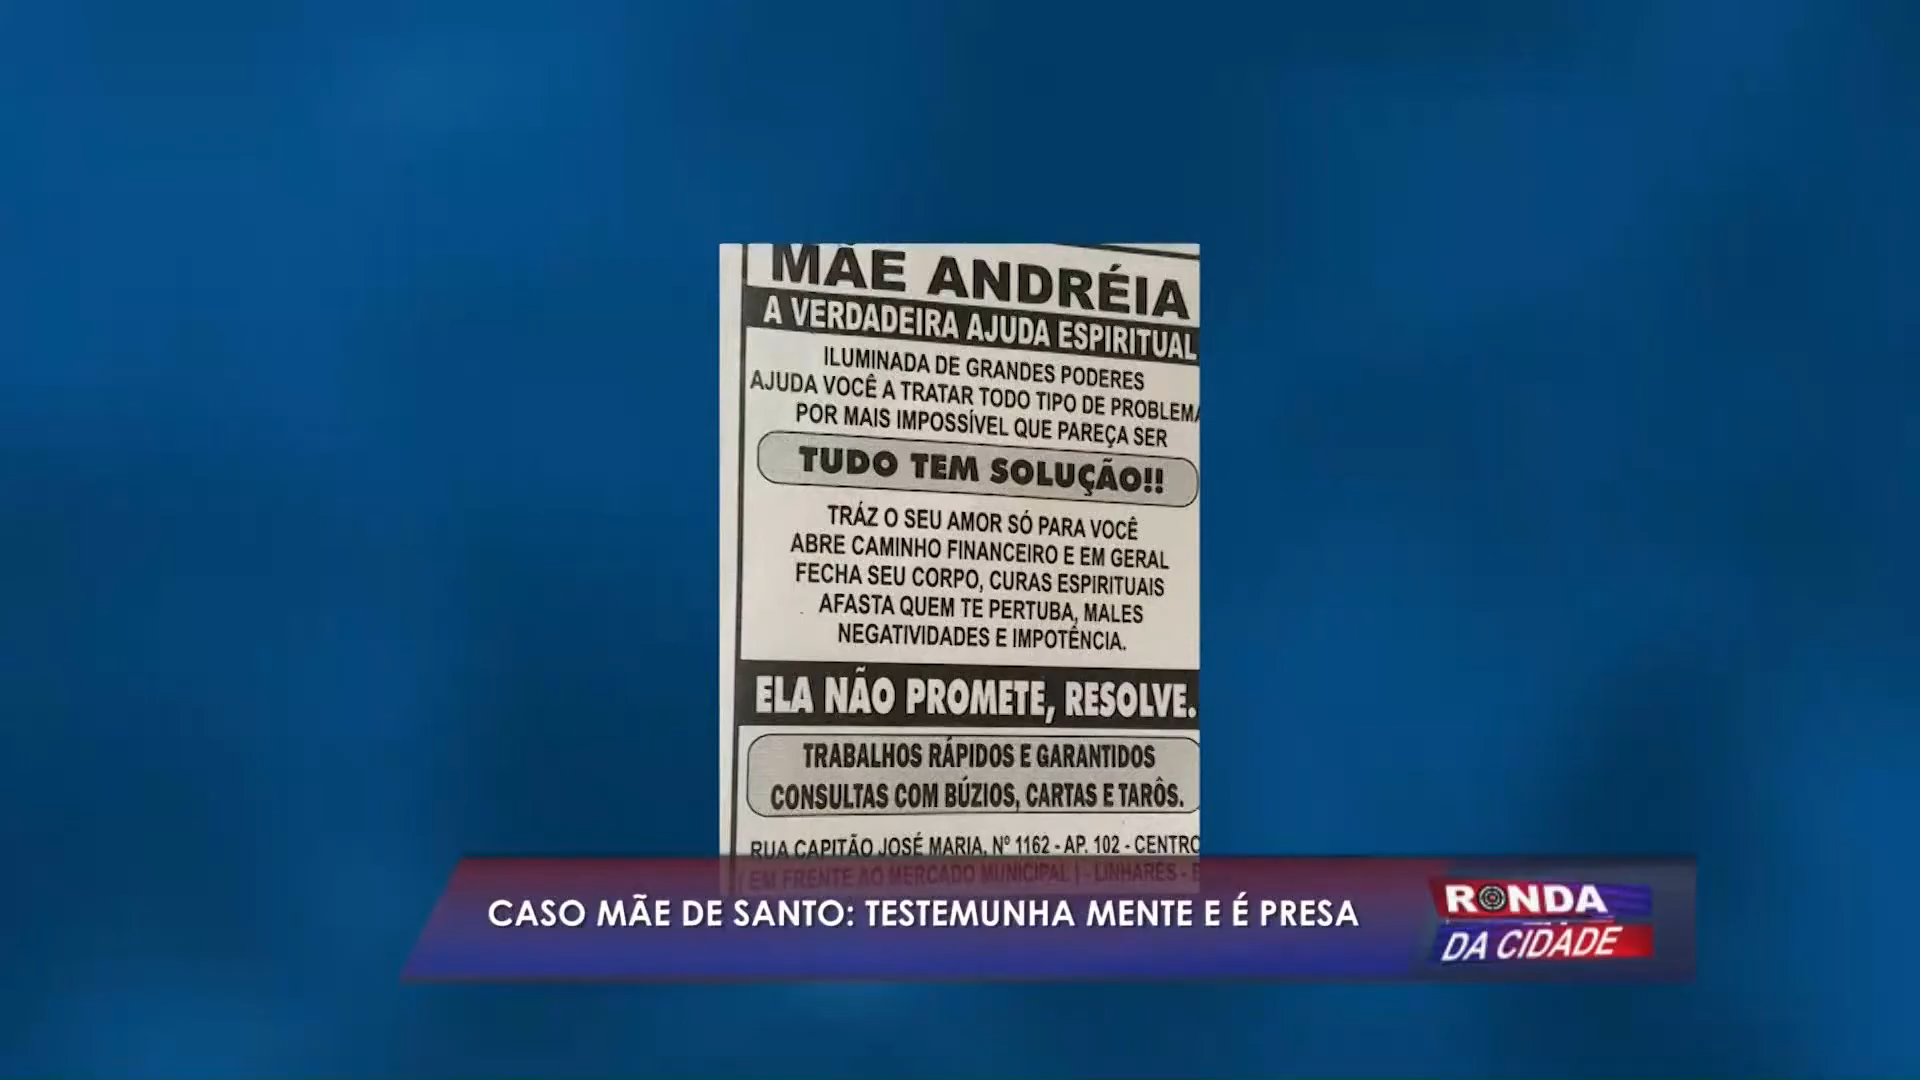 MÃE ANDRÉIA
A VERDADEIRA AJUDA ESPIRITUAL
ILUMINADA DE GRANDES PODERES
AJUDA VOCÊ A TRATAR TODO TIPO DE PROBLEMA
POR MAIS IMPOSSÍVEL QUE PAREÇA SER
TUDO TEM SOLUÇÃO!!
TRÁZ O SEU AMOR SÓ PARA VOCÊ
ABRE CAMINHO FINANCEIRO E EM GERAL
FECHA SEU CORPO, CURAS ESPIRITUAIS
AFASTA QUEM TE PERTUBA, MALES
NEGATIVIDADES E IMPOTÊNCIA.
ELA NÃO PROMETE, RESOLVE.
TRABALHOS RÁPIDOS E GARANTIDOS
CONSULTAS COM BÚZIOS, CARTAS E TARÔS.
RUA CAPITÃO JOSÉ MARIA, Nº 1162 - AP. 102 - CENTRO
( EM FRENTE AO MERCADO MUNICIPAL ) - LINHARES -
CASO MÃE DE SANTO: TESTEMUNHA MENTE E É PRESA
RONDA
DA CIDADE